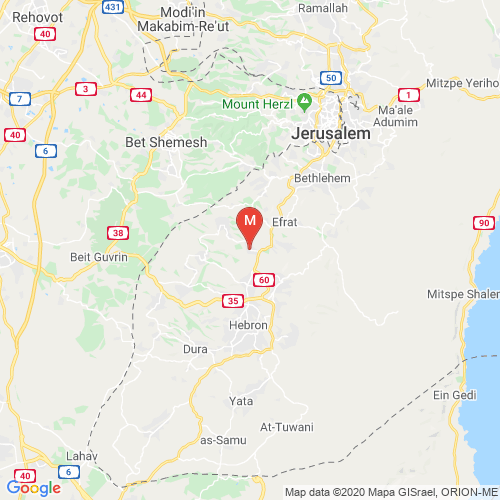 Rehovot
40
431
Modi'in
Makabim-Re'ut
Ramallah
50
Mitzpe Yeriho
3
7
44
1
Mount Herzl
Ma'ale
Adumim
Jerusalem
40
6
Bet Shemesh
Bethlehem
M
Efrat
38
90
Beit Guvrin
60
35
Mitspe Shalem
Hebron
Dura
Ein Gedi
Yata
At-Tuwani
as-Samu
Lahav
40
6
Google
Map data ©2020 Mapa GISrael, ORION-ME